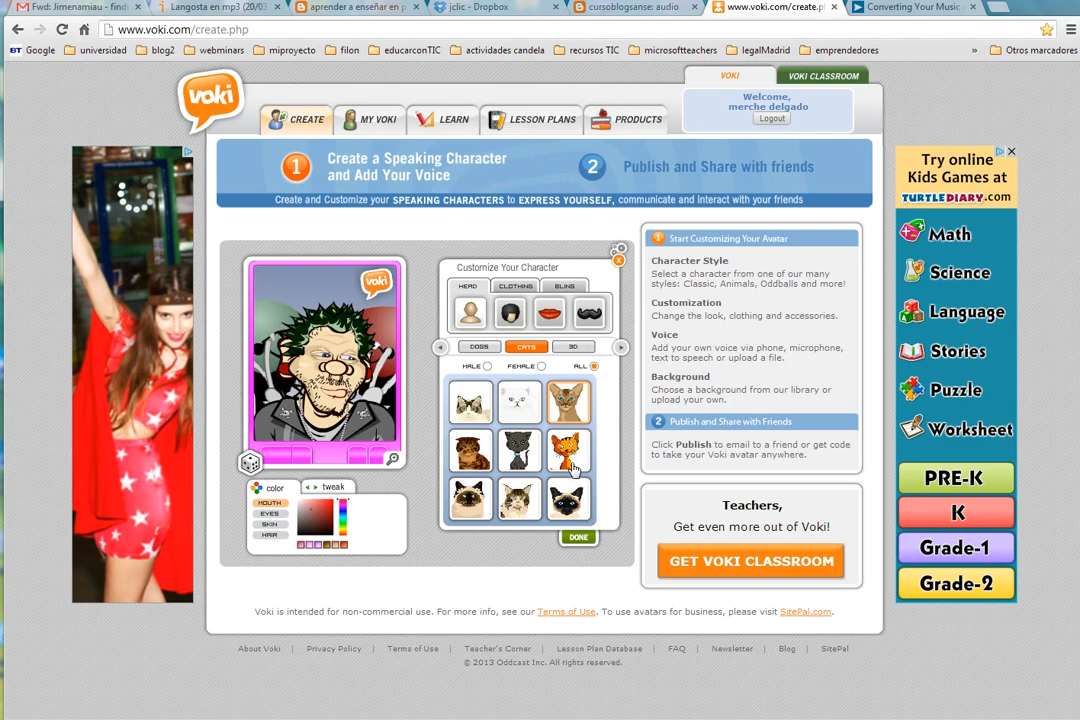 Fwd: Jimenamiau - find
Langosta en mp3 (20/03
aprender a enseñar en p
jclic - Dropbox
cursoblogsanse: audio
www.voki.com/create.p
Converting Your Music
www.voki.com/create.php
BT Google
universidad
blog2
webminars
miproyecto
filon
educarconTIC
actividades candela
recursos TIC
microsoftteachers
legalMadrid
emprendedores
»
Otros marcadores
voki
VOKI
VOKI CLASSROOM
Welcome,
merche delgado
Logout
CREATE
MY VOKI
LEARN
LESSON PLANS
PRODUCTS
1 Create a Speaking Character
and Add Your Voice
2 Publish and Share with friends
Create and Customize your SPEAKING CHARACTERS to EXPRESS YOURSELF, communicate and Interact with your friends
voki
Customize Your Character
HEAD
CLOTHING
BLING
DOGS
CATS
3D
MALE
FEMALE
ALL
DONE
color
tweak
MOUTH
EYES
SKIN
HAIR
1 Start Customizing Your Avatar
Character Style
Select a character from one of our many
styles: Classic, Animals, Oddballs and more!
Customization
Change the look, clothing and accessories.
Voice
Add your own voice via phone, microphone,
text to speech or upload a file.
Background
Choose a background from our library or
upload your own.
2 Publish and Share with Friends
Click Publish to email to a friend or get code
to take your Voki avatar anywhere.
Teachers,
Get even more out of Voki!
GET VOKI CLASSROOM
Try online
Kids Games at
TURTLEDIARY.COM
Math
Science
Language
Stories
Puzzle
Worksheet
PRE-K
K
Grade-1
Grade-2
Voki is intended for non-commercial use. For more info, see our Terms of Use. To use avatars for business, please visit SitePal.com.
About Voki | Privacy Policy | Terms of Use | Teacher's Corner | Lesson Plan Database | FAQ | Newsletter | Blog | SitePal
© 2013 Oddcast Inc. All rights reserved.